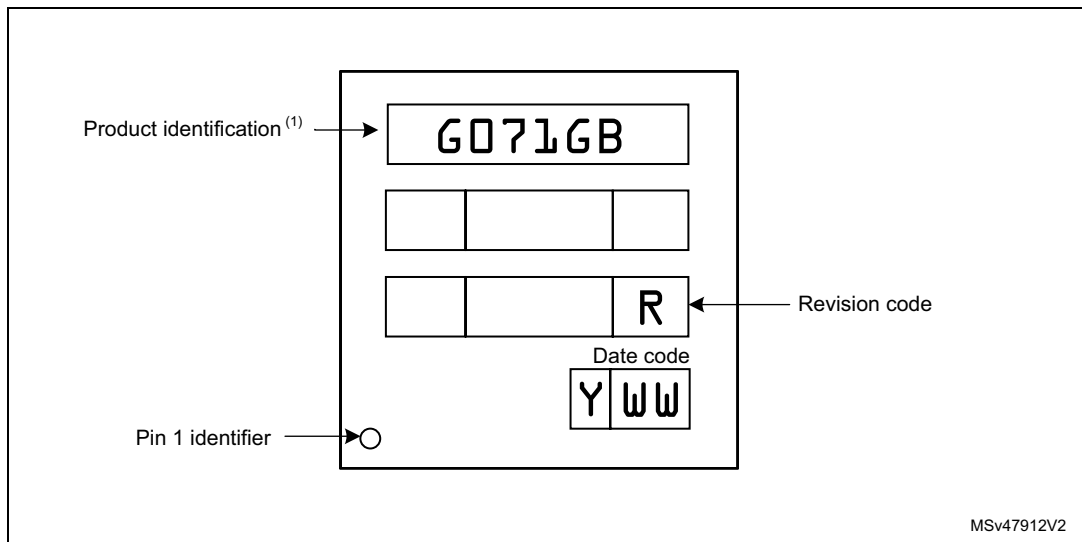 Product identification (1)
G071GB
R
Revision code
Date code
Y WW
Pin 1 identifier
MSv47912V2